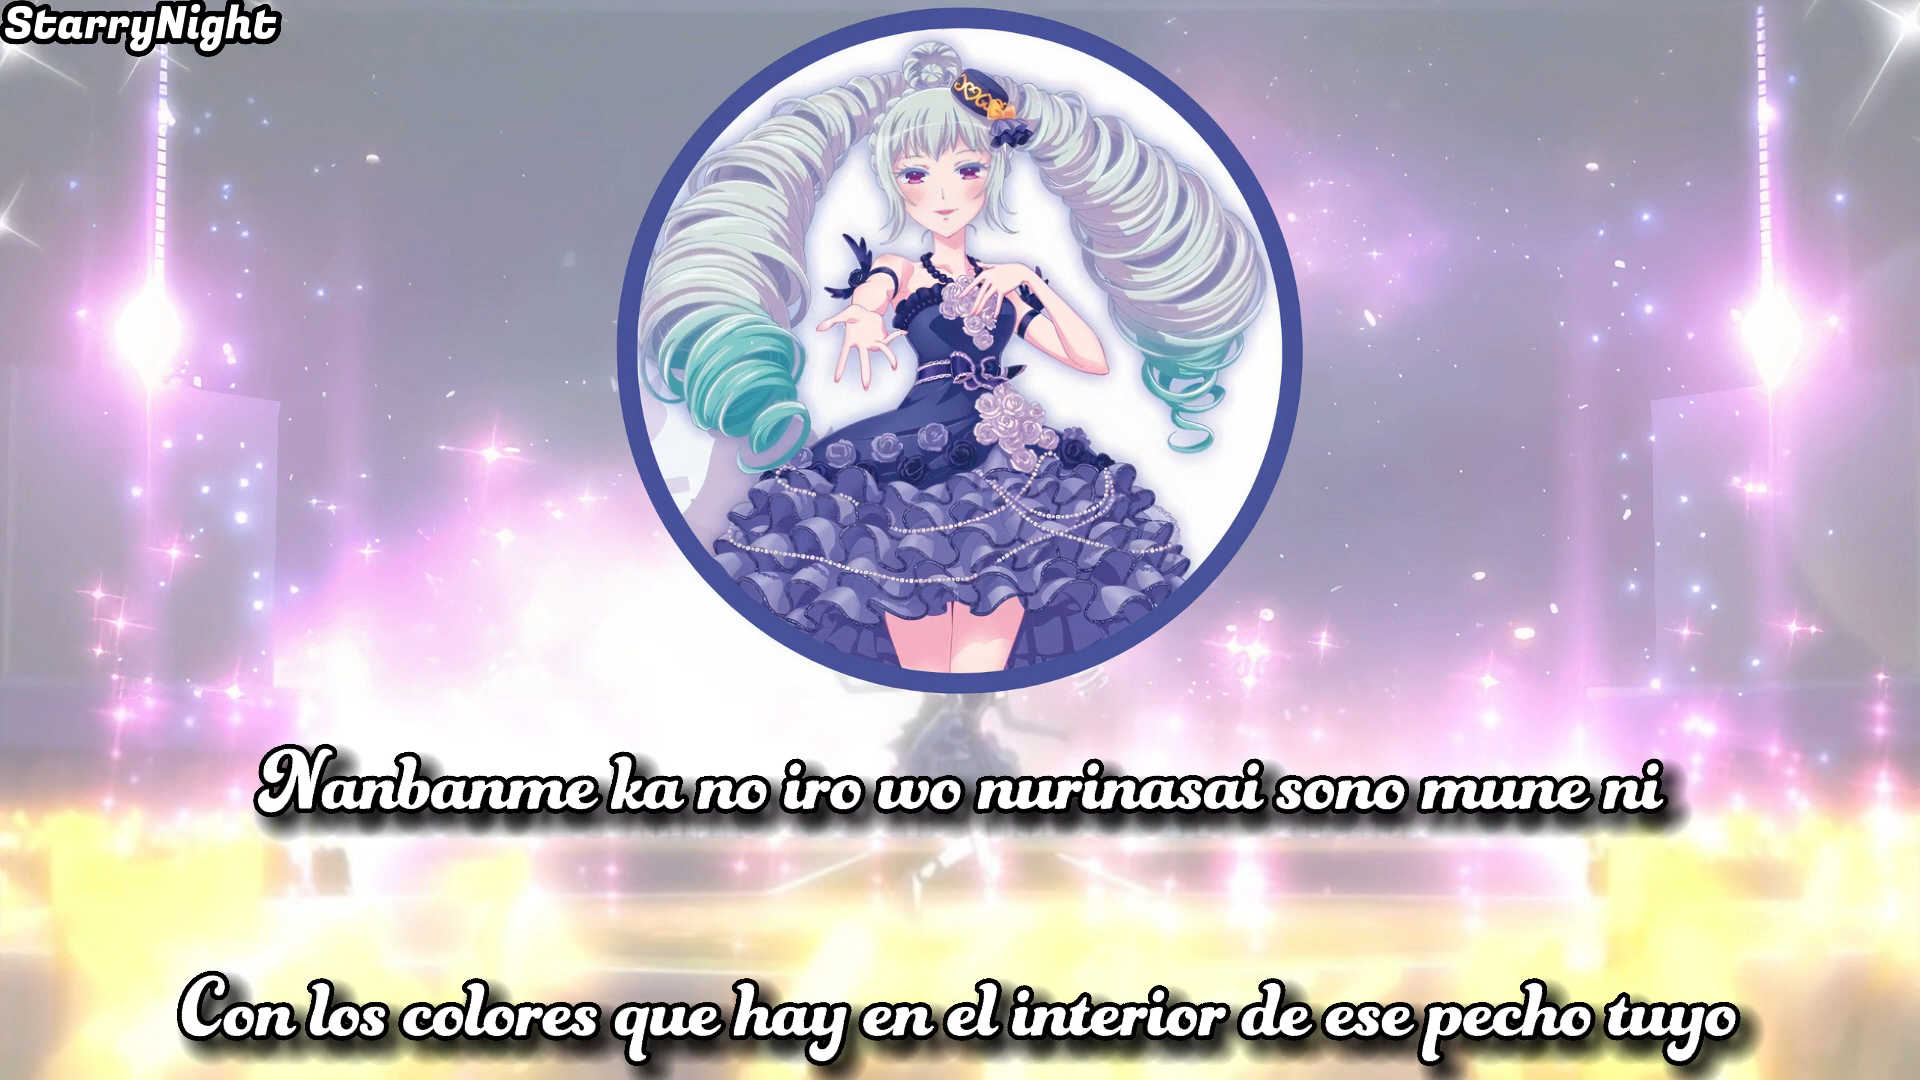 StarryNight
Nanbanme ka no iro wo nurinasai sono mune ni
Con los colores que hay en el interior de ese pecho tuyo